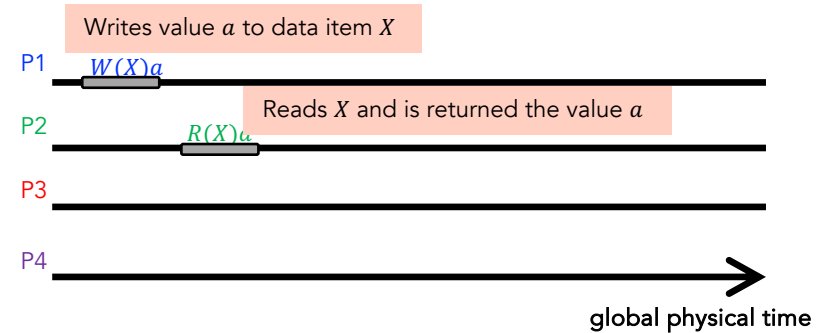 Writes value a to data item X
P1
W(X)a
Reads X and is returned the value a
P2
R(X)a
P3
P4
global physical time